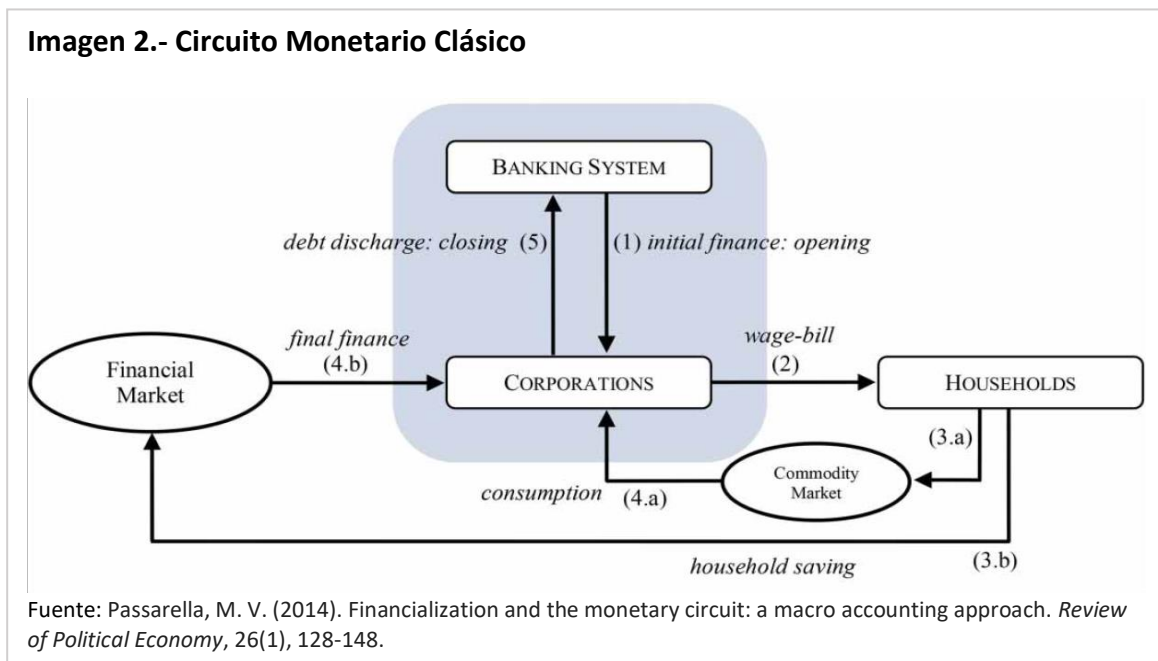 Imagen 2.- Circuito Monetario Clásico
BANKING SYSTEM
debt discharge: closing (5)
(1) initial finance: opening
final finance
(4.b)
wage-bill
(2)
Financial
Market
CORPORATIONS
HOUSEHOLDS
(3.a)
Commodity
Market
consumption
(4.a)
household saving
(3.b)
Fuente: Passarella, M. V. (2014). Financialization and the monetary circuit: a macro accounting approach. Review
of Political Economy, 26(1), 128-148.